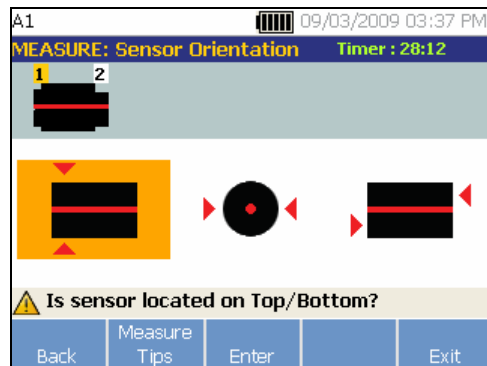 A1 09/03/2009 03:37 PM
MEASURE: Sensor Orientation Timer : 28:12
1 2
Is sensor located on Top/Bottom?
Back Measure Tips Enter Exit